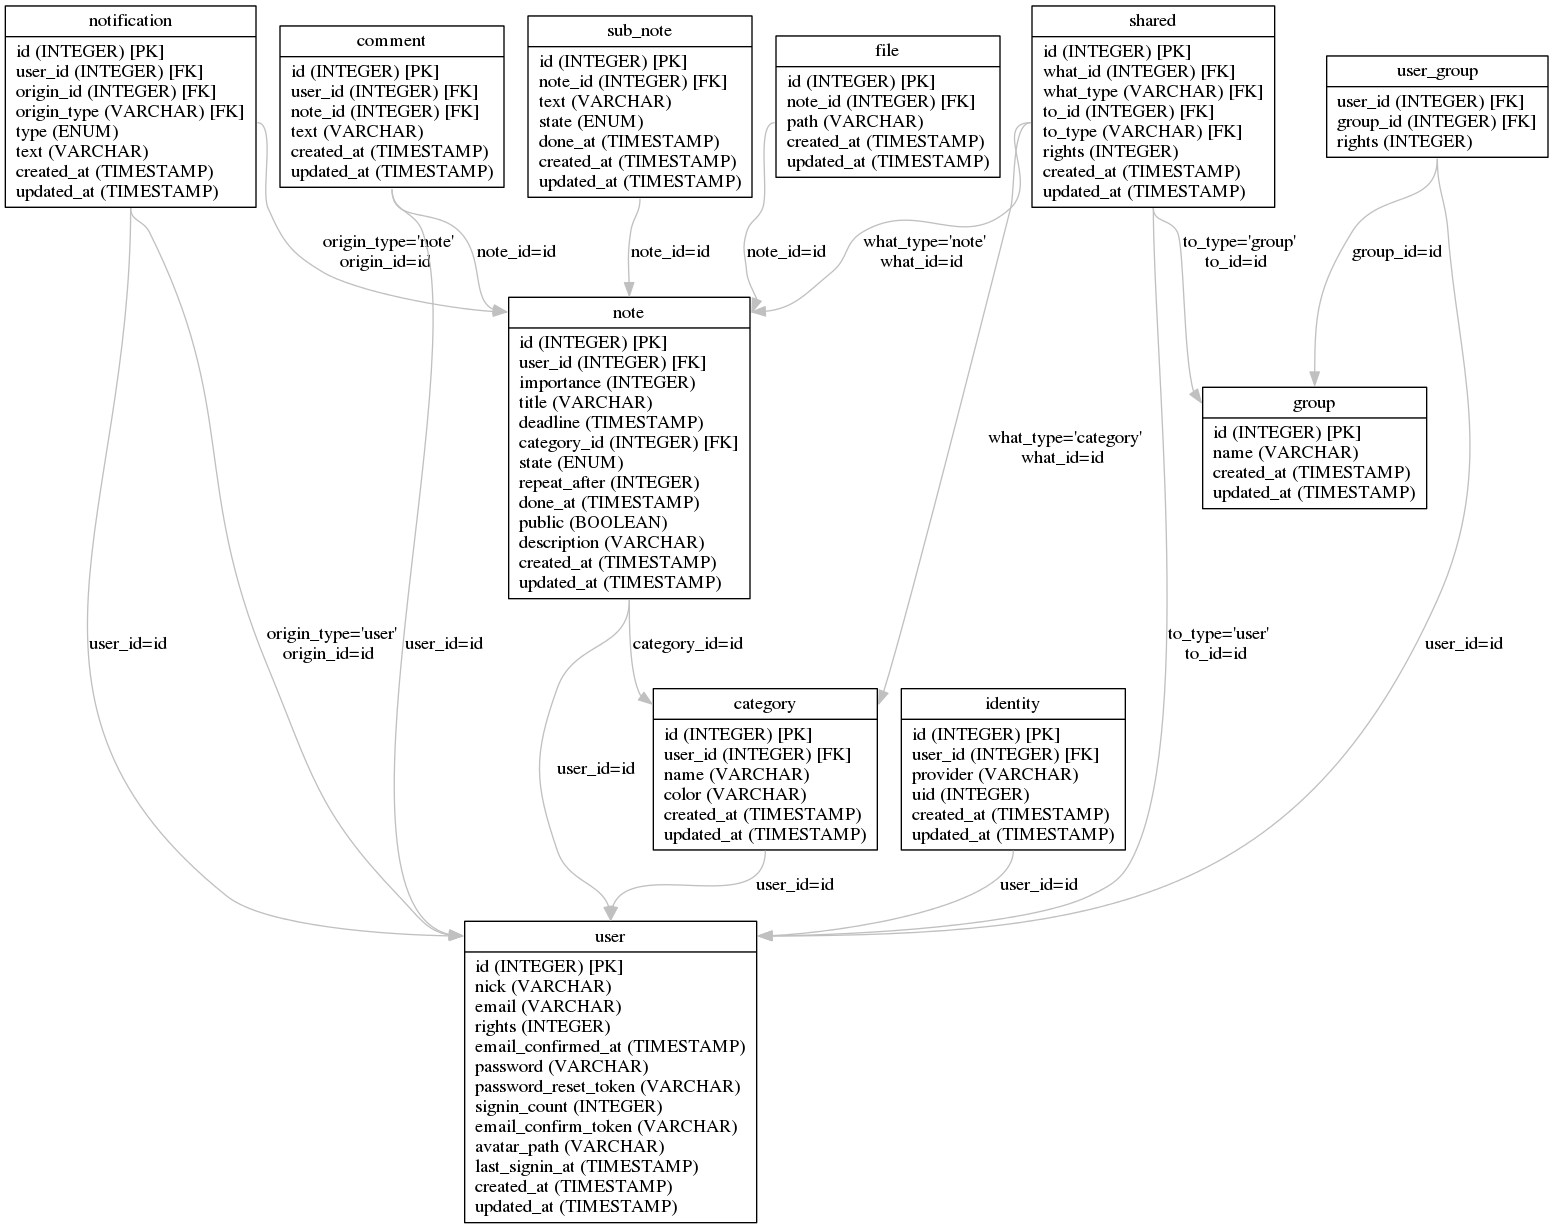 notification
id (INTEGER) [PK]
user_id (INTEGER) [FK]
origin_id (INTEGER) [FK]
origin_type (VARCHAR) [FK]
type (ENUM)
text (VARCHAR)
created_at (TIMESTAMP)
updated_at (TIMESTAMP)
comment
id (INTEGER) [PK]
user_id (INTEGER) [FK]
note_id (INTEGER) [FK]
text (VARCHAR)
created_at (TIMESTAMP)
updated_at (TIMESTAMP)
sub_note
id (INTEGER) [PK]
note_id (INTEGER) [FK]
text (VARCHAR)
state (ENUM)
done_at (TIMESTAMP)
created_at (TIMESTAMP)
updated_at (TIMESTAMP)
file
id (INTEGER) [PK]
note_id (INTEGER) [FK]
path (VARCHAR)
created_at (TIMESTAMP)
updated_at (TIMESTAMP)
shared
id (INTEGER) [PK]
what_id (INTEGER) [FK]
what_type (VARCHAR) [FK]
to_id (INTEGER) [FK]
to_type (VARCHAR) [FK]
rights (INTEGER)
created_at (TIMESTAMP)
updated_at (TIMESTAMP)
user_group
user_id (INTEGER) [FK]
group_id (INTEGER) [FK]
rights (INTEGER)
origin_type='note'
origin_id=id
note_id=id
note_id=id
note_id=id
what_type='note'
what_id=id
to_type='group'
to_id=id
group_id=id
note
id (INTEGER) [PK]
user_id (INTEGER) [FK]
importance (INTEGER)
title (VARCHAR)
deadline (TIMESTAMP)
category_id (INTEGER) [FK]
state (ENUM)
repeat_after (INTEGER)
done_at (TIMESTAMP)
public (BOOLEAN)
description (VARCHAR)
created_at (TIMESTAMP)
updated_at (TIMESTAMP)
what_type='category'
what_id=id
group
id (INTEGER) [PK]
name (VARCHAR)
created_at (TIMESTAMP)
updated_at (TIMESTAMP)
user_id=id
origin_type='user'
origin_id=id
user_id=id
category_id=id
to_type='user'
to_id=id
user_id=id
user_id=id
category
id (INTEGER) [PK]
user_id (INTEGER) [FK]
name (VARCHAR)
color (VARCHAR)
created_at (TIMESTAMP)
updated_at (TIMESTAMP)
identity
id (INTEGER) [PK]
user_id (INTEGER) [FK]
provider (VARCHAR)
uid (INTEGER)
created_at (TIMESTAMP)
updated_at (TIMESTAMP)
user_id=id
user_id=id
user
id (INTEGER) [PK]
nick (VARCHAR)
email (VARCHAR)
rights (INTEGER)
email_confirmed_at (TIMESTAMP)
password (VARCHAR)
password_reset_token (VARCHAR)
signin_count (INTEGER)
email_confirm_token (VARCHAR)
avatar_path (VARCHAR)
last_signin_at (TIMESTAMP)
created_at (TIMESTAMP)
updated_at (TIMESTAMP)